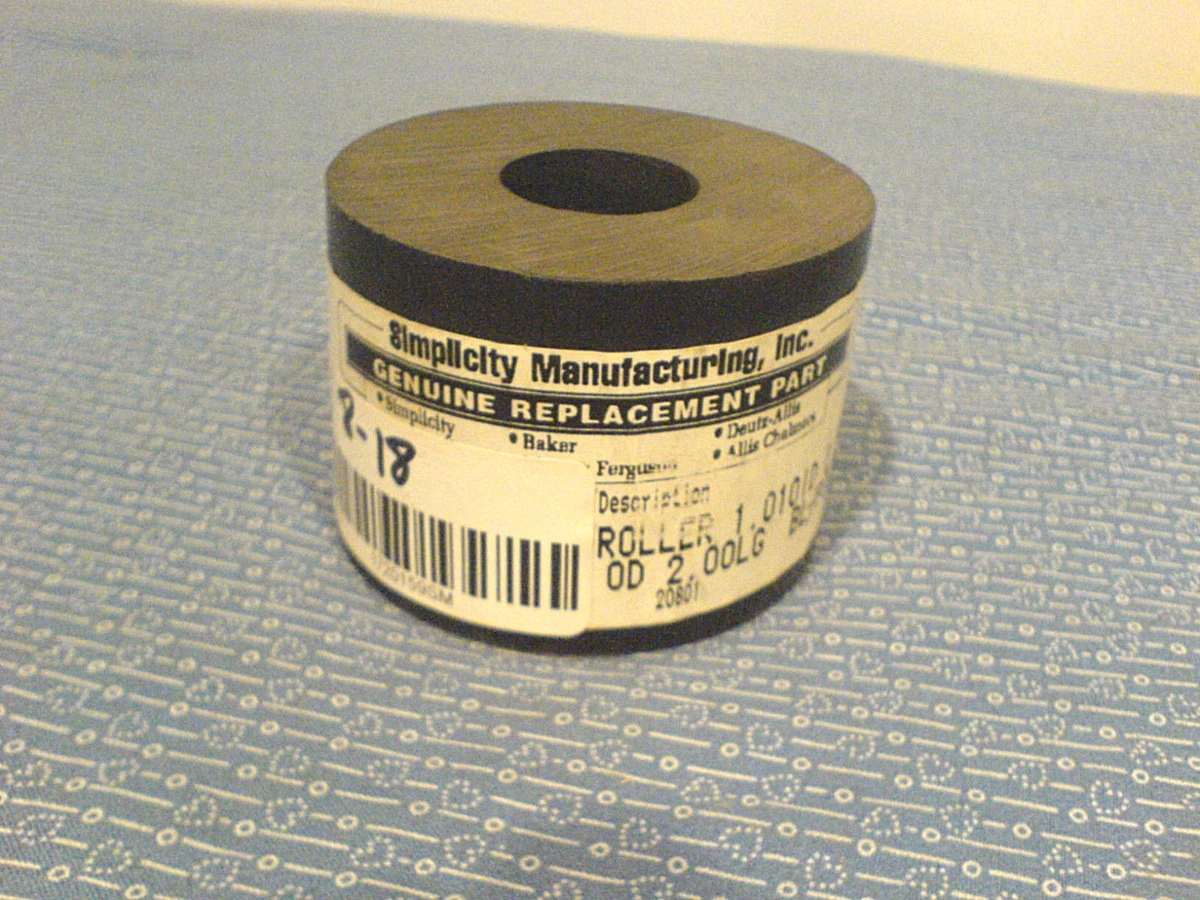 Simplicity Manufacturing, Inc.
GENUINE REPLACEMENT PART
• Simplicity
• Baker
• Deutz-Allis
• Allis Chalmers
Ferguson
-18
Description
ROLLER 1.010
OD 2.00LG
20801